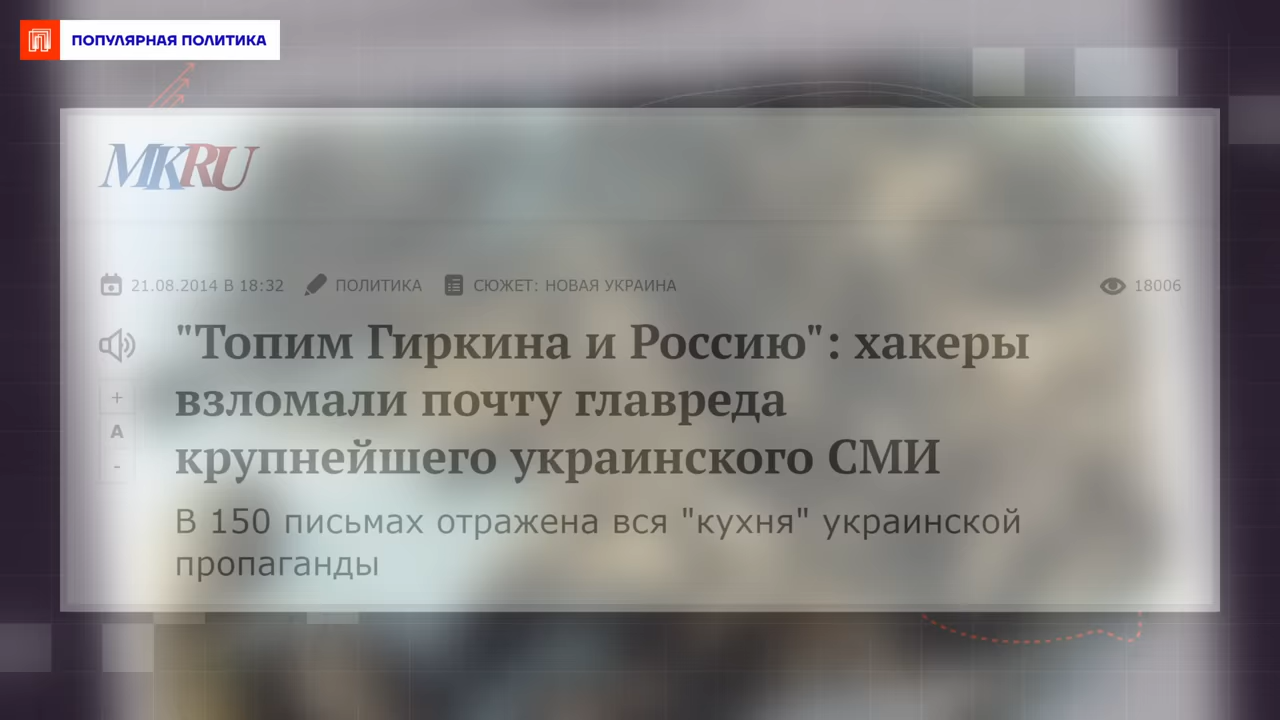 ПОПУЛЯРНАЯ ПОЛИТИКА
MKRU
21.08.2014 В 18:32 ПОЛИТИКА СЮЖЕТ: НОВАЯ УКРАИНА 18006
"Топим Гиркина и Россию": хакеры
взломали почту главреда
крупнейшего украинского СМИ
+
А
-
В 150 письмах отражена вся "кухня" украинской
пропаганды